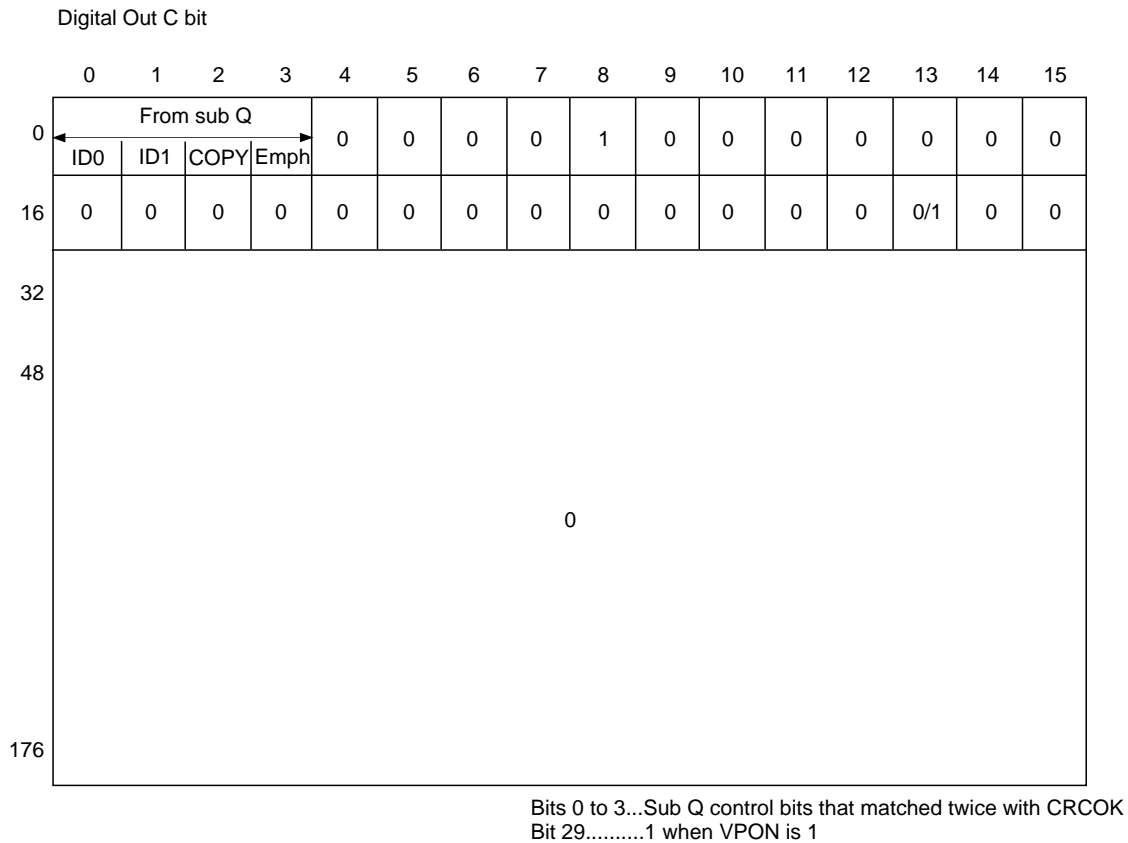 Digital Out C bit
0 1 2 3 4 5 6 7 8 9 10 11 12 13 14 15
From sub Q
0 0 0 0 0 1 0 0 0 0 0 0 0
ID0 ID1 COPY Emph
16 0 0 0 0 0 0 0 0 0 0 0 0 0 0/1 0 0
32
48
0
176
Bits 0 to 3...Sub Q control bits that matched twice with CRCOK
Bit 29..........1 when VPON is 1